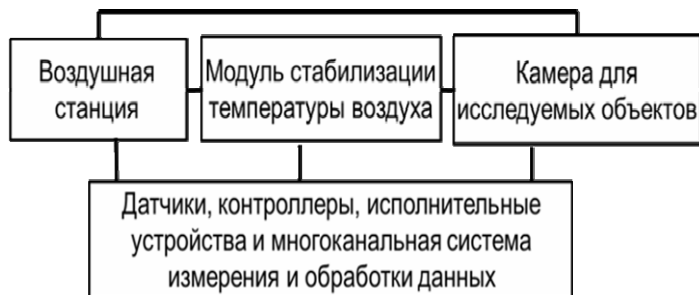 Воздушная
станция
Модуль стабилизации
температуры воздуха
Камера для
исследуемых объектов
Датчики, контроллеры, исполнительные
устройства и многоканальная система
измерения и обработки данных